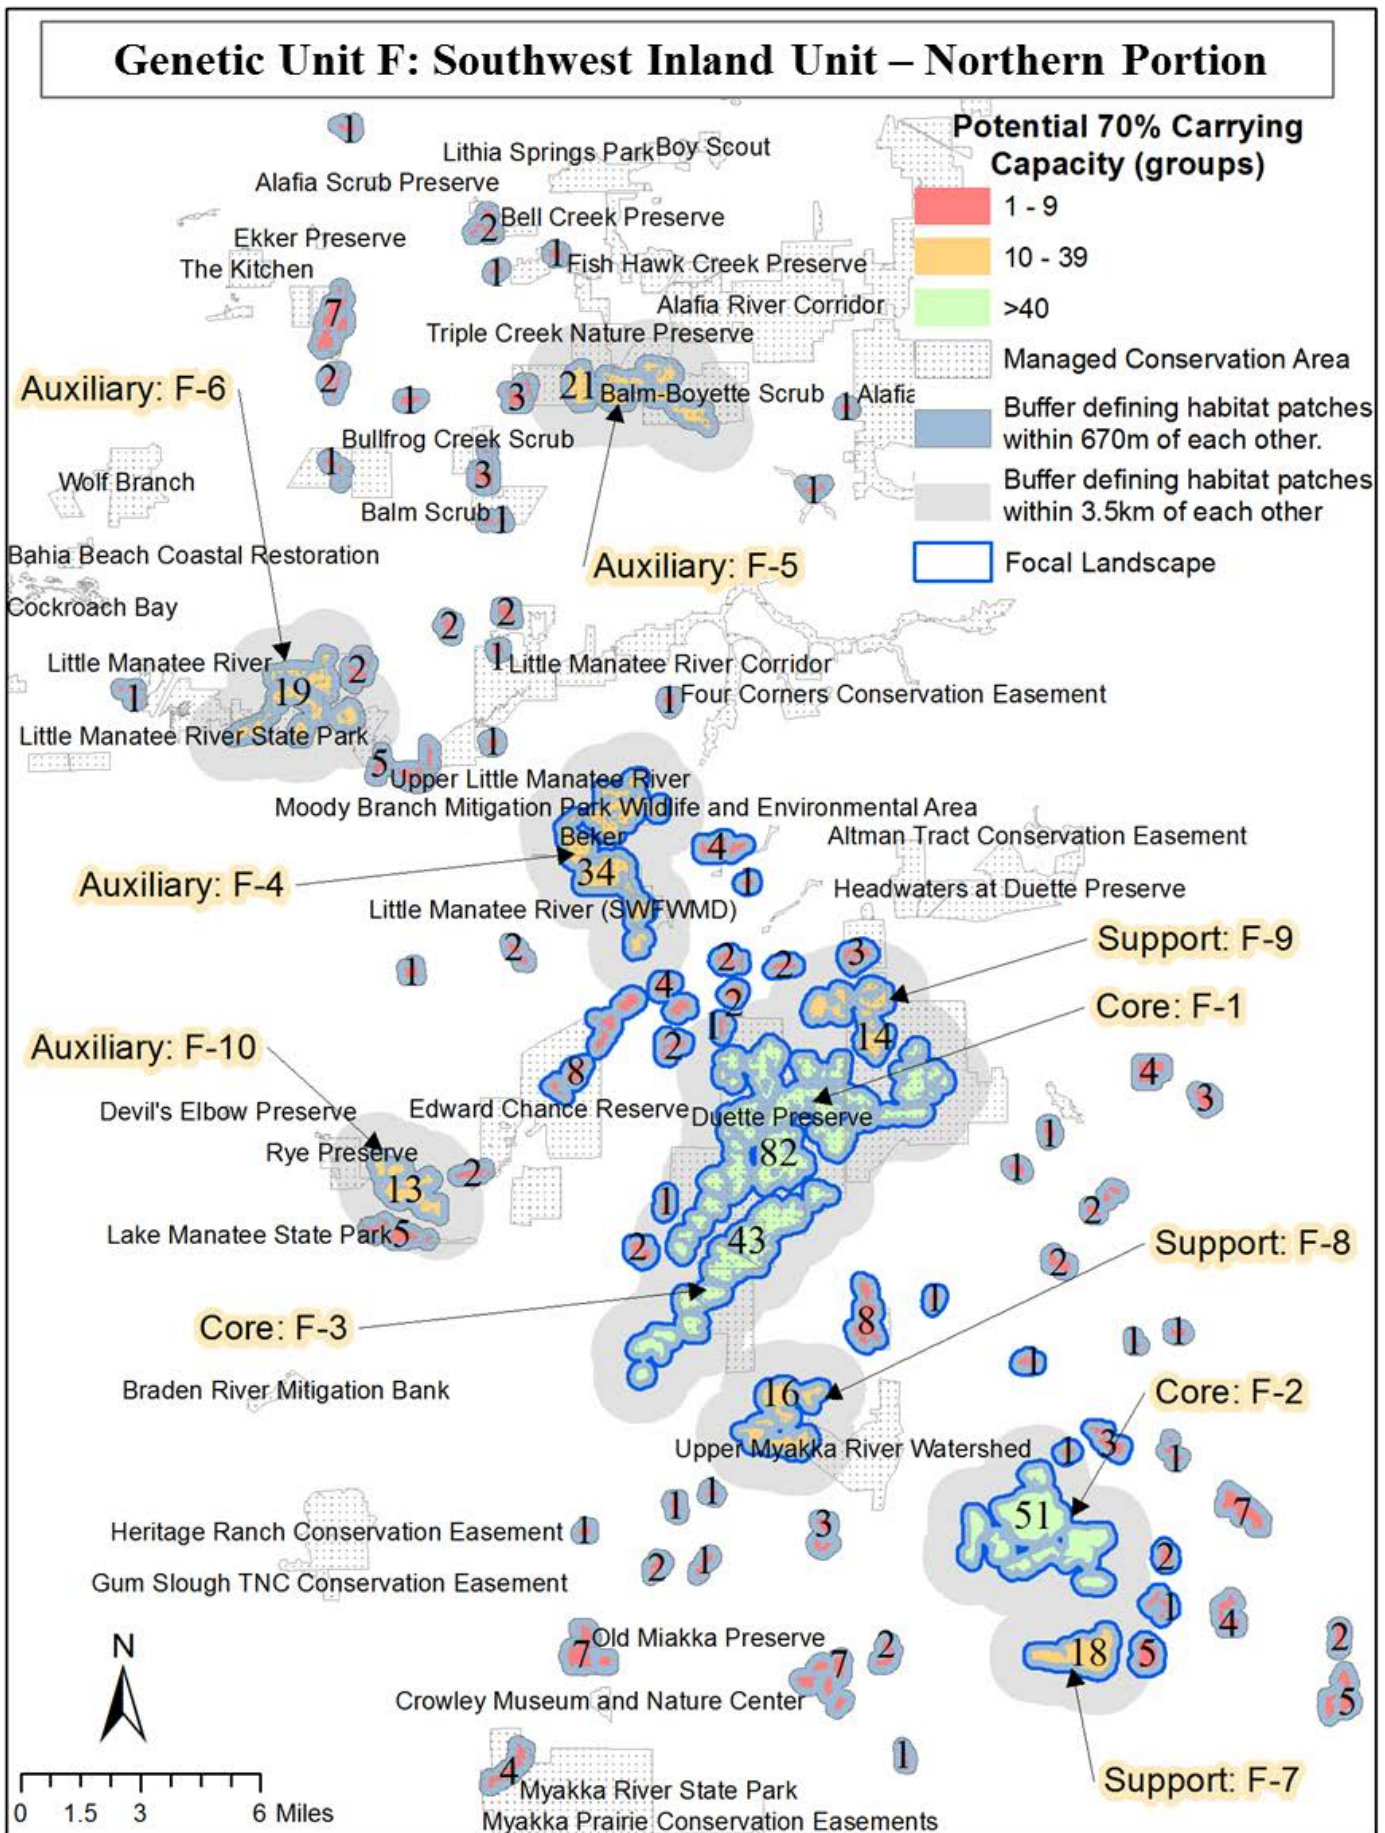 Genetic Unit F: Southwest Inland Unit – Northern Portion
Potential 70% Carrying
Capacity (groups)
1 - 9
10 - 39
>40
Managed Conservation Area
Buffer defining habitat patches
within 670m of each other.
Buffer defining habitat patches
within 3.5km of each other
Focal Landscape
1
Lithia Springs Park
Boy Scout
Alafia Scrub Preserve
2
Bell Creek Preserve
Ekker Preserve
1
1
Fish Hawk Creek Preserve
The Kitchen
7
Alafia River Corridor
Triple Creek Nature Preserve
Auxiliary: F-6
2
1
3
21
Balm-Boyette Scrub
1
Alafia
Bullfrog Creek Scrub
1
3
Wolf Branch
1
Balm Scrub
1
Bahia Beach Coastal Restoration
Auxiliary: F-5
Cockroach Bay
2
2
Little Manatee River
2
1
Little Manatee River Corridor
1
19
1
Four Corners Conservation Easement
Little Manatee River State Park
1
5
Upper Little Manatee River
Moody Branch Mitigation Park Wildlife and Environmental Area
Beker
4
Altman Tract Conservation Easement
Auxiliary: F-4
34
1
Headwaters at Duette Preserve
Little Manatee River (SWFWMD)
Support: F-9
2
1
2
2
3
4
2
Core: F-1
1
14
2
Auxiliary: F-10
8
4
3
Devil's Elbow Preserve
Edward Chance Reserve
Duette Preserve
1
Rye Preserve
82
1
13
2
1
2
Lake Manatee State Park
5
2
43
Support: F-8
2
Core: F-3
8
1
1
1
1
Braden River Mitigation Bank
16
Core: F-2
Upper Myakka River Watershed
1
3
1
1
1
51
7
Heritage Ranch Conservation Easement
1
3
2
1
2
Gum Slough TNC Conservation Easement
1
4
N
7
Old Miakka Preserve
7
2
18
5
2
Crowley Museum and Nature Center
5
4
1
Myakka River State Park
Support: F-7
0 1.5 3 6 Miles
Myakka Prairie Conservation Easements